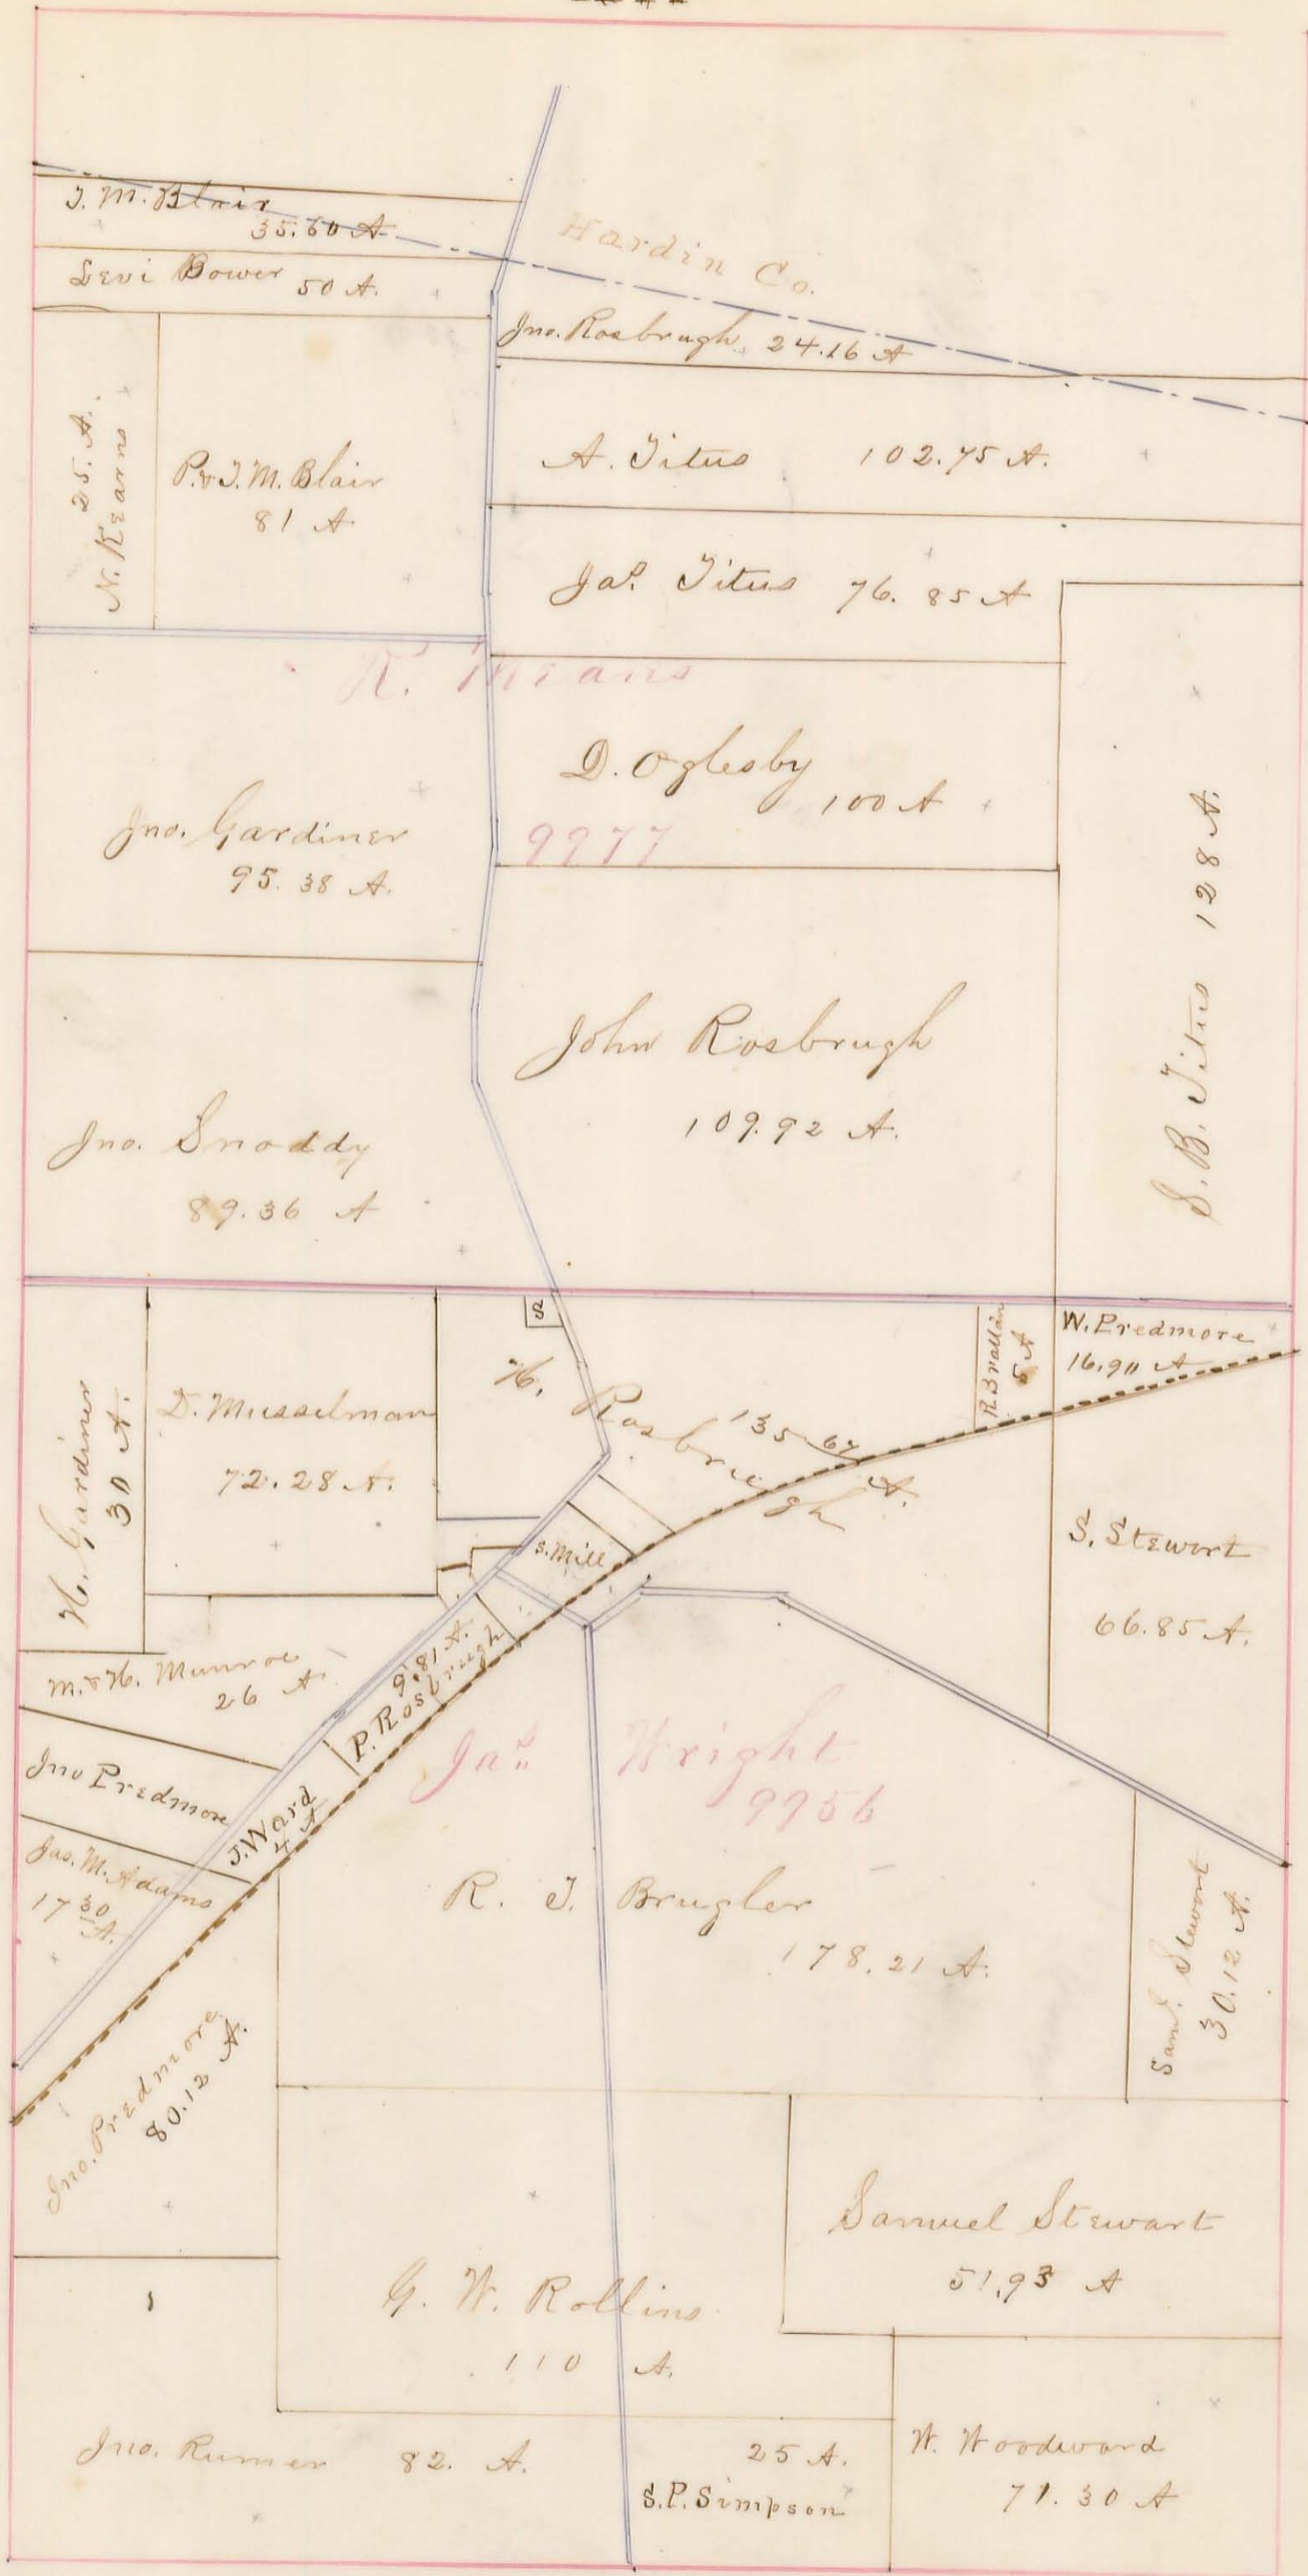 J. M. Blair
35.60 A.
Levi Bower 50 A.
Hardin Co.
Jno. Rosbrugh 24.16 A
25. A.
N. Kearns
P. & J. M. Blair
81 A
A. Titus 102.75 A.
Jas. Titus 76.85 A
R. Means
9977
D. Oglesby
100 A
Jno. Gardiner
95.38 A.
S. B. Titus 128 A.
John Rosbrugh
109.92 A.
Jno. Snoddy
89.36 A
S
H. Rosbrugh
135.67 A.
R. Brallin
5 A
W. Predmore
16.90 A
H. Gardiner
30 A.
D. Musselman
72.28 A.
S. Mill
S. Stewart
66.85 A.
M. & H. Munroe
26 A
9.81 A.
P. Rosbrugh
Jas. Wright
9956
Jno Predmore
J. Ward
4 A
Jas. M. Adams
17 30 A.
R. J. Brugler
178.21 A.
Saml. Stewart
30.12 A.
Jno. Predmore
80.12 A.
Samuel Stewart
51.93 A
G. W. Rollins
110 A.
Jno. Rumer 82. A.
25 A.
S. P. Simpson
W. Woodward
71.30 A